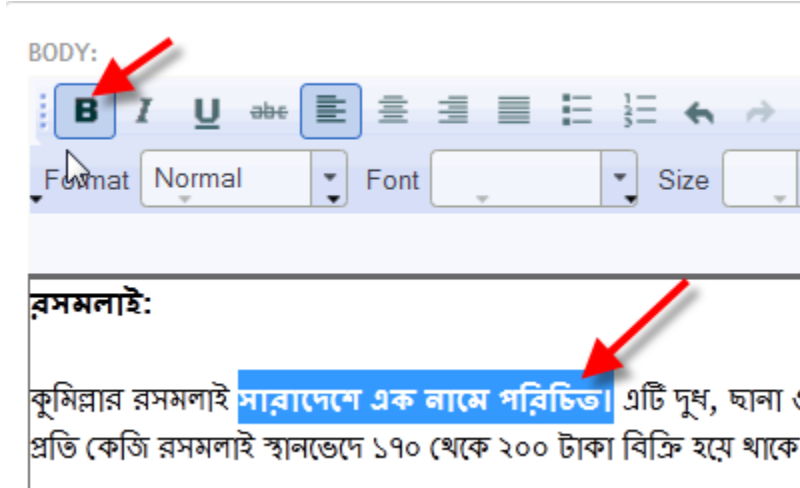 BODY:
B I U abc
Format Normal Font Size
রসমলাই:
কুমিল্লার রসমলাই সারাদেশে এক নামে পরিচিত। এটি দুধ, ছানা
প্রতি কেজি রসমলাই স্থানভেদে ১৭০ থেকে ২০০ টাকা বিক্রি হয়ে থাকে